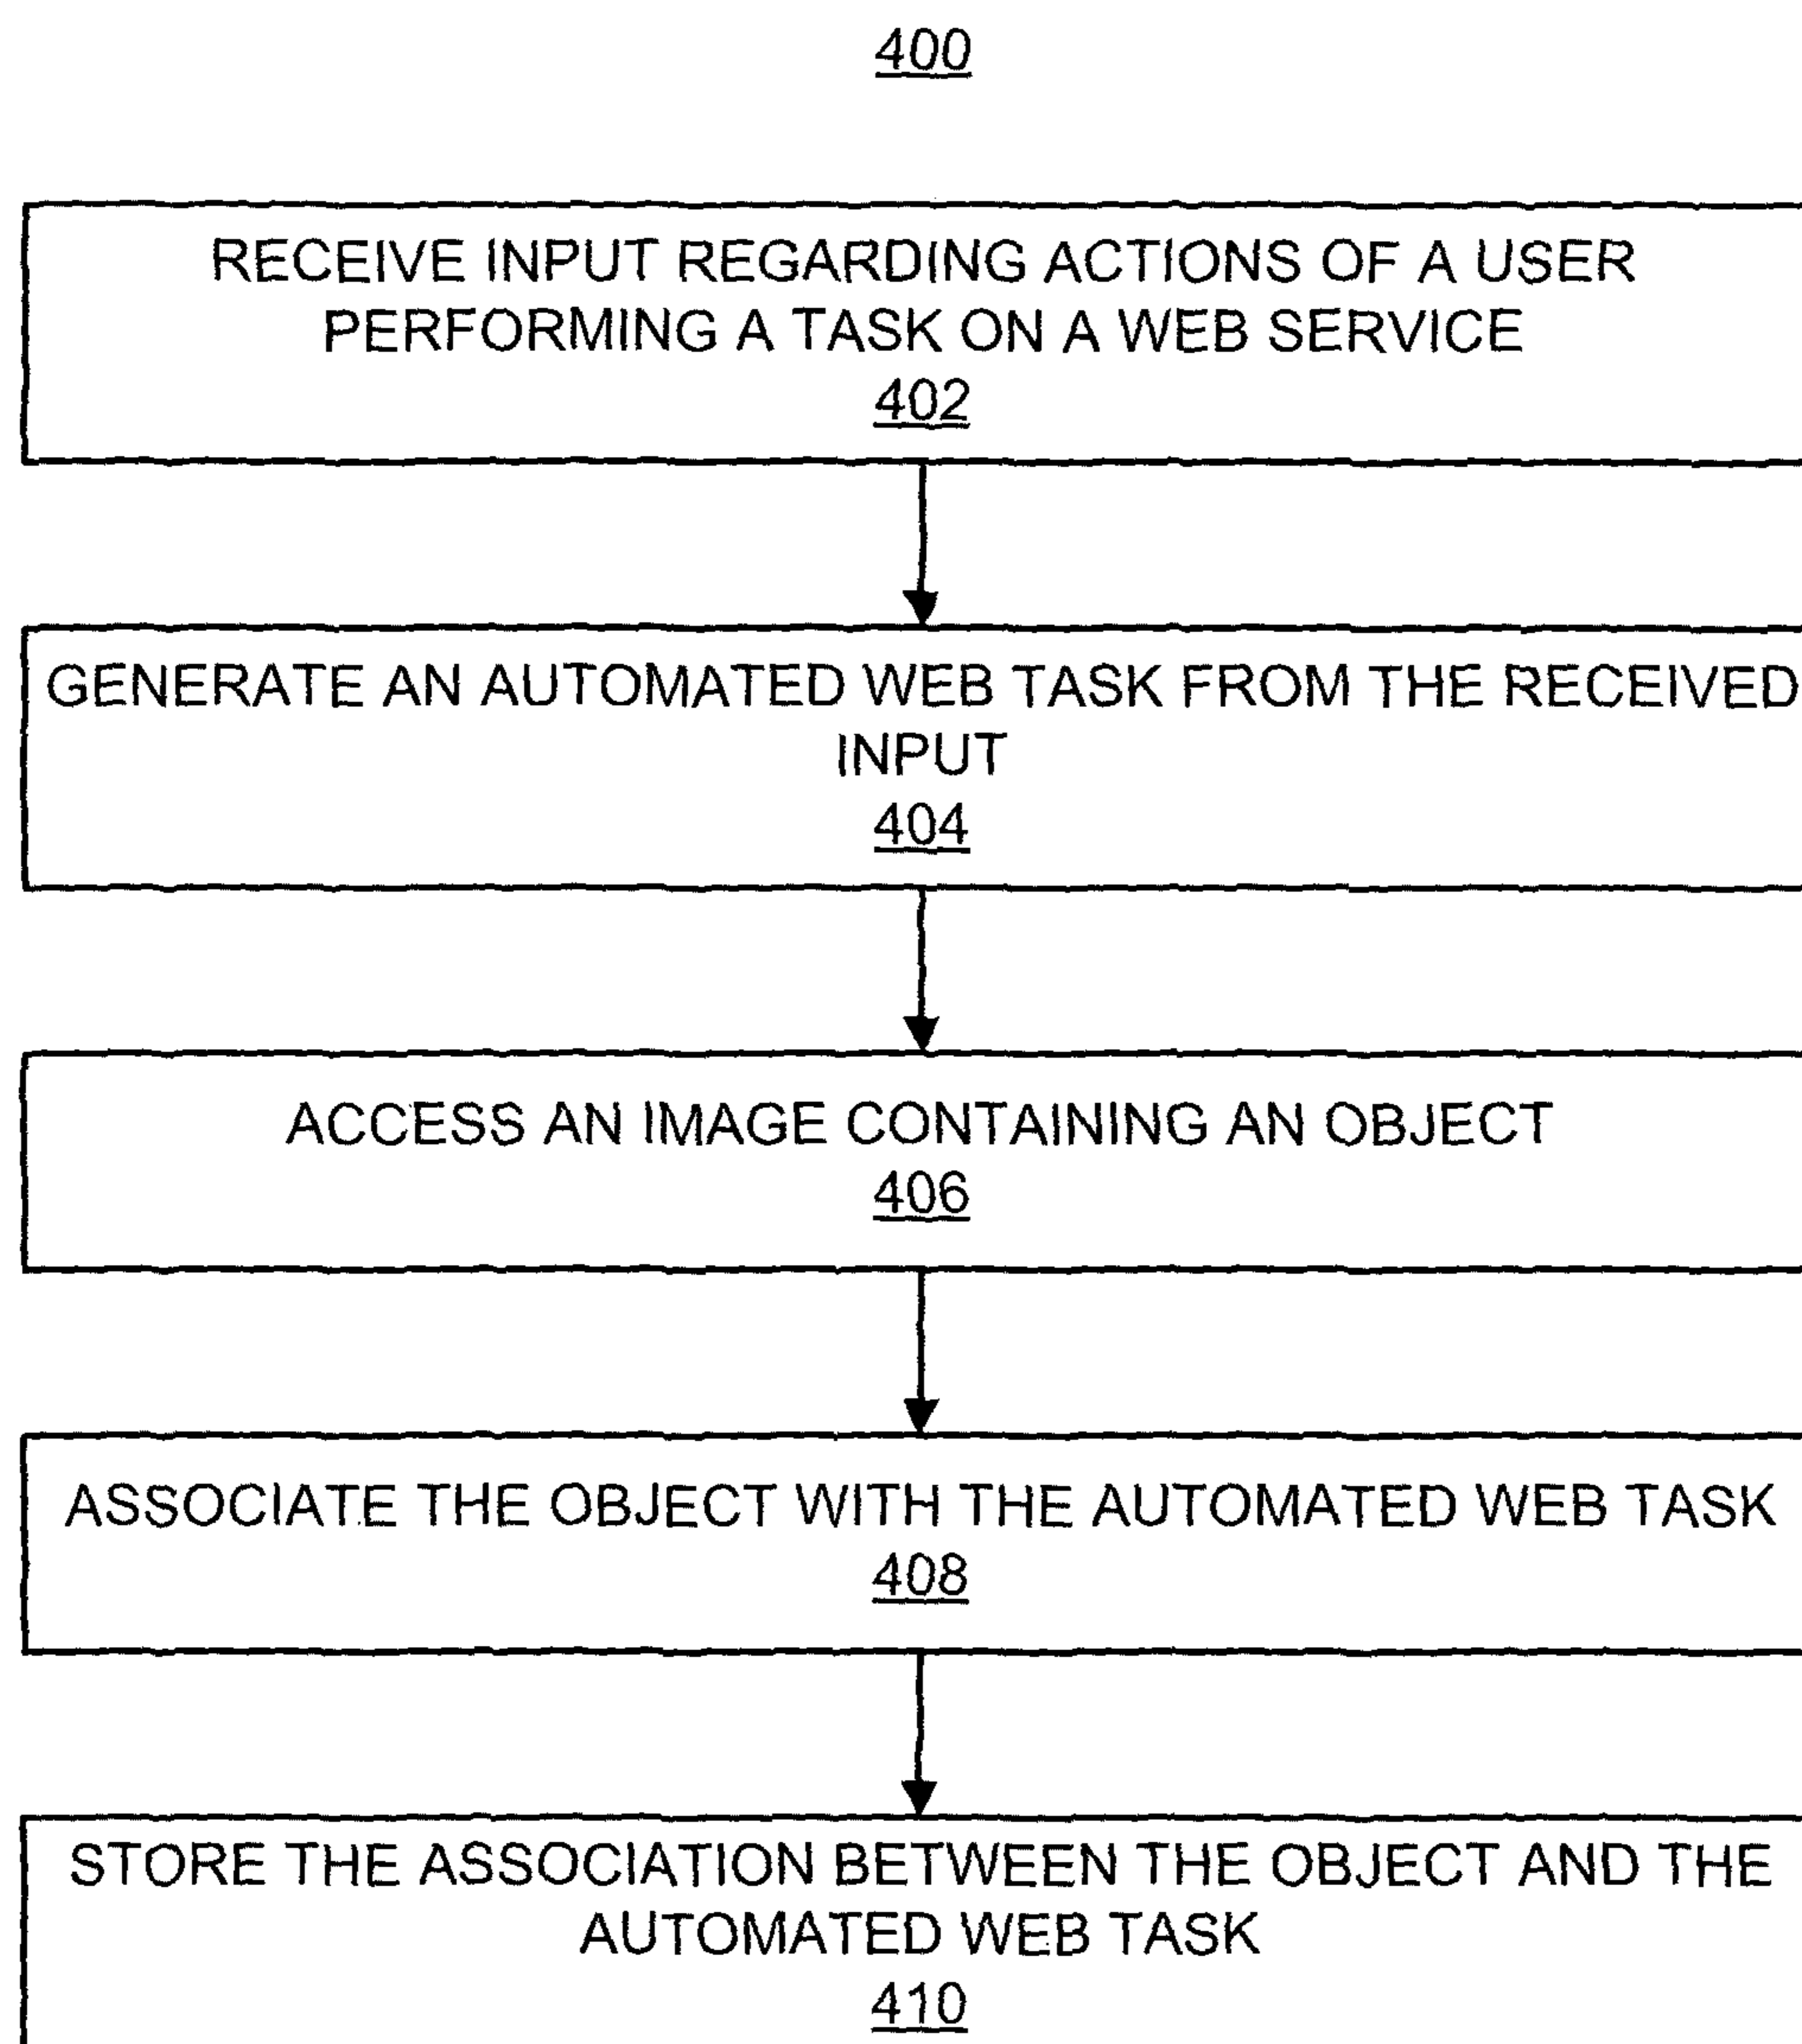 400
RECEIVE INPUT REGARDING ACTIONS OF A USER
PERFORMING A TASK ON A WEB SERVICE
402
GENERATE AN AUTOMATED WEB TASK FROM THE RECEIVED
INPUT
404
ACCESS AN IMAGE CONTAINING AN OBJECT
406
ASSOCIATE THE OBJECT WITH THE AUTOMATED WEB TASK
408
STORE THE ASSOCIATION BETWEEN THE OBJECT AND THE
AUTOMATED WEB TASK
410